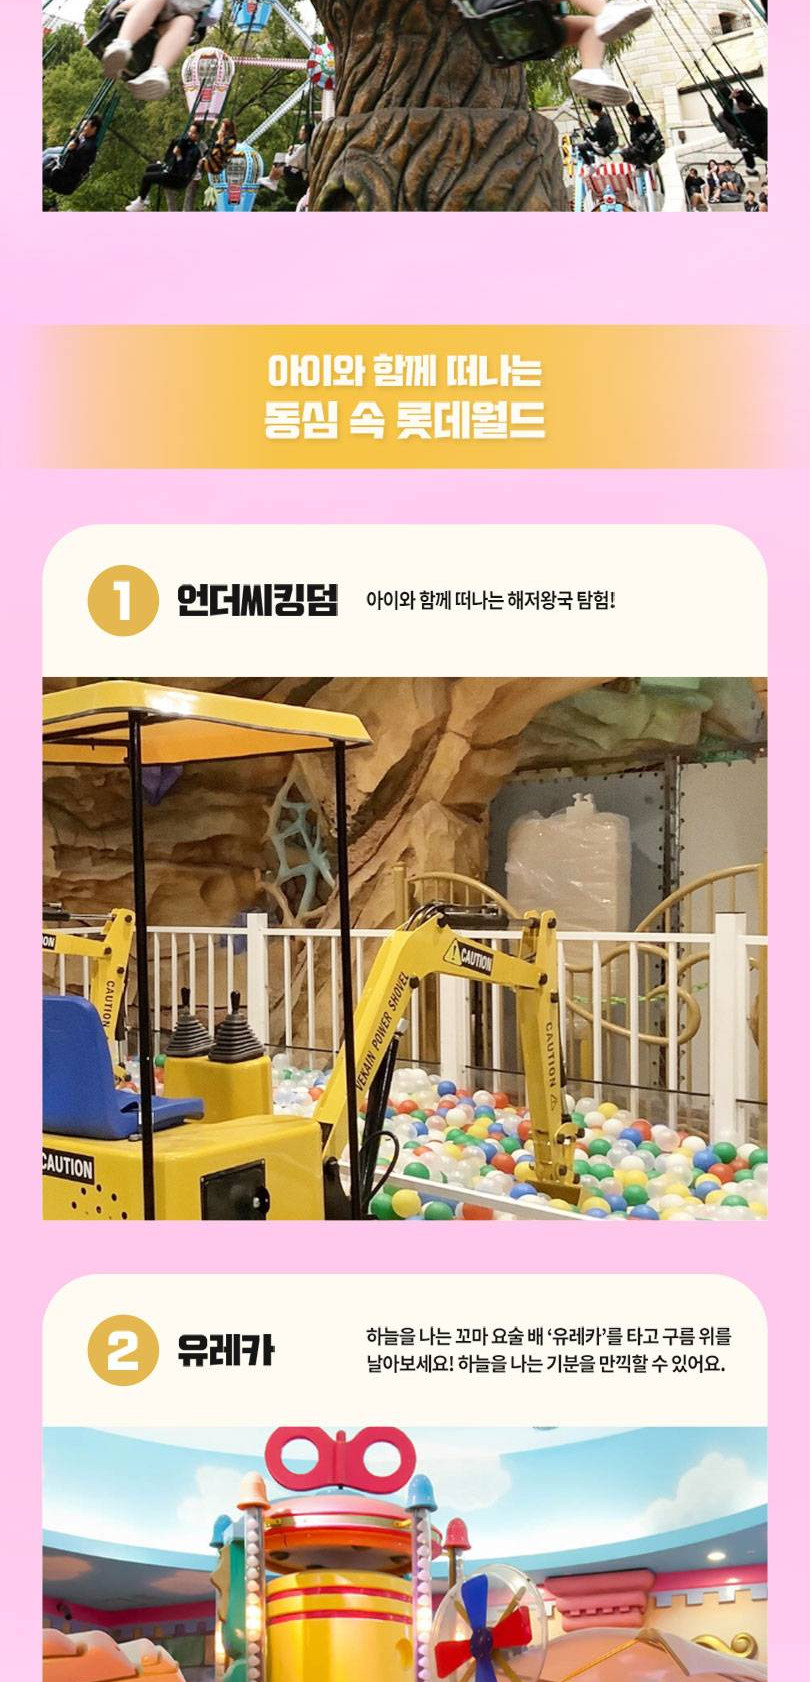 아이와 함께 떠나는
동심 속 롯데월드
1 언더씨킹덤 아이와 함께 떠나는 해저왕국 탐험!
CAUTION
VEKAIN POWER SHOVEL
CAUTION
CAUTION
CAUTION
2 유레카
하늘을 나는 꼬마 요술 배 ‘유레카’를 타고 구름 위를
날아보세요! 하늘을 나는 기분을 만끽할 수 있어요.